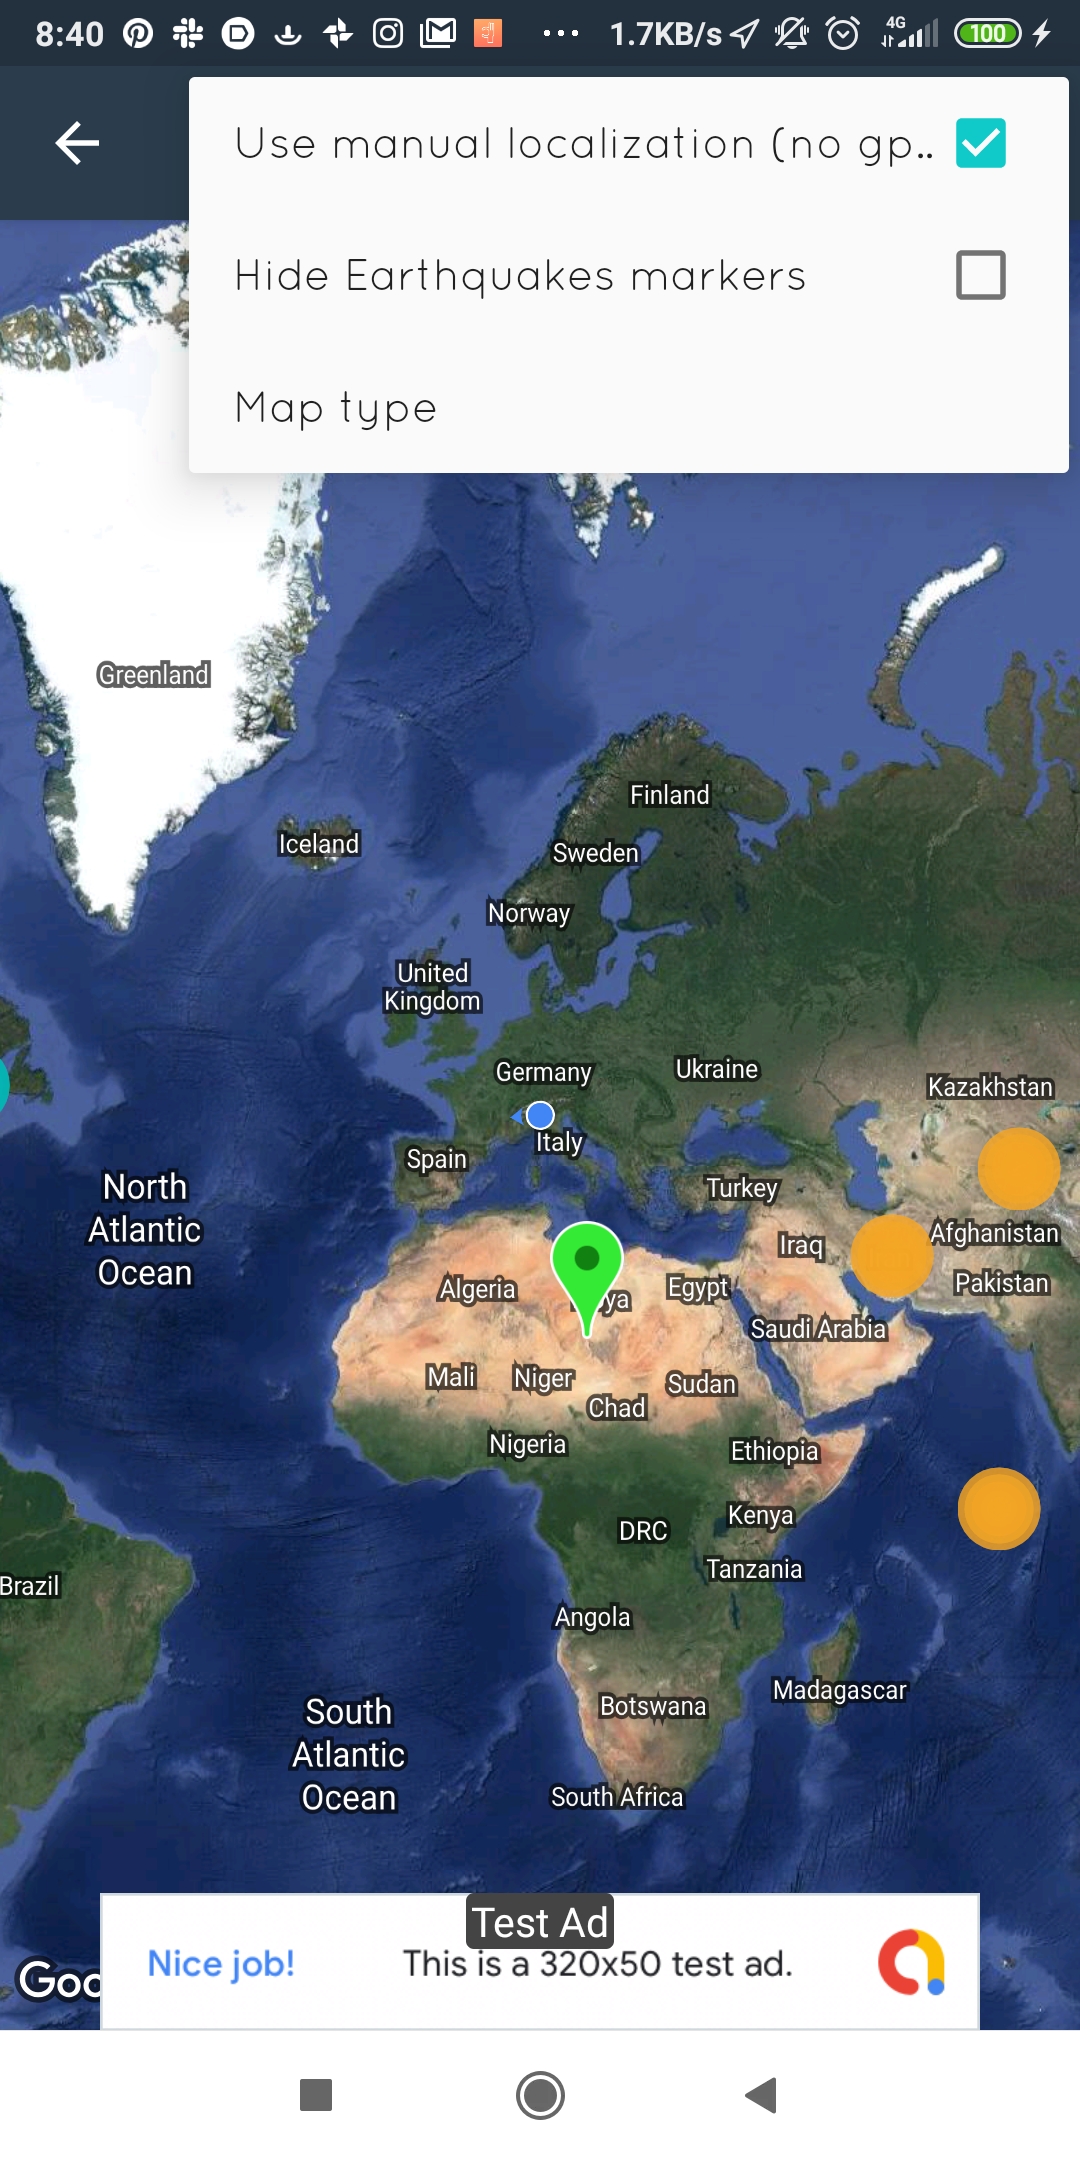 8:40
1.7KB/s
4G
100
Use manual localization (no gp..
Hide Earthquakes markers
Map type
Greenland
Finland
Iceland
Sweden
Norway
United
Kingdom
Germany
Ukraine
Kazakhstan
Italy
Spain
Turkey
North
Atlantic
Ocean
Iraq
Afghanistan
Algeria
ya
Egypt
Pakistan
Saudi Arabia
Mali
Niger
Sudan
Chad
Nigeria
Ethiopia
Kenya
DRC
Tanzania
Brazil
Angola
Madagascar
Botswana
South
Atlantic
Ocean
South Africa
Test Ad
Nice job!
This is a 320x50 test ad.
Goo